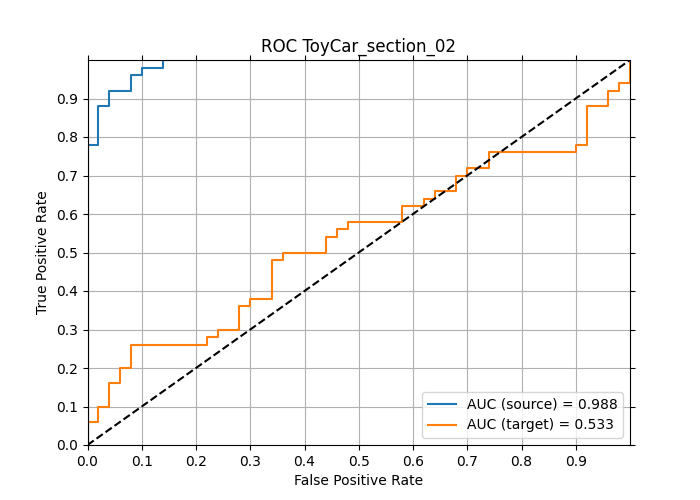 ROC ToyCar_section_02
True Positive Rate
0.9
0.8
0.7
0.6
0.5
0.4
0.3
0.2
0.1
0.0
AUC (source) = 0.988
AUC (target) = 0.533
0.0 0.1 0.2 0.3 0.4 0.5 0.6 0.7 0.8 0.9
False Positive Rate